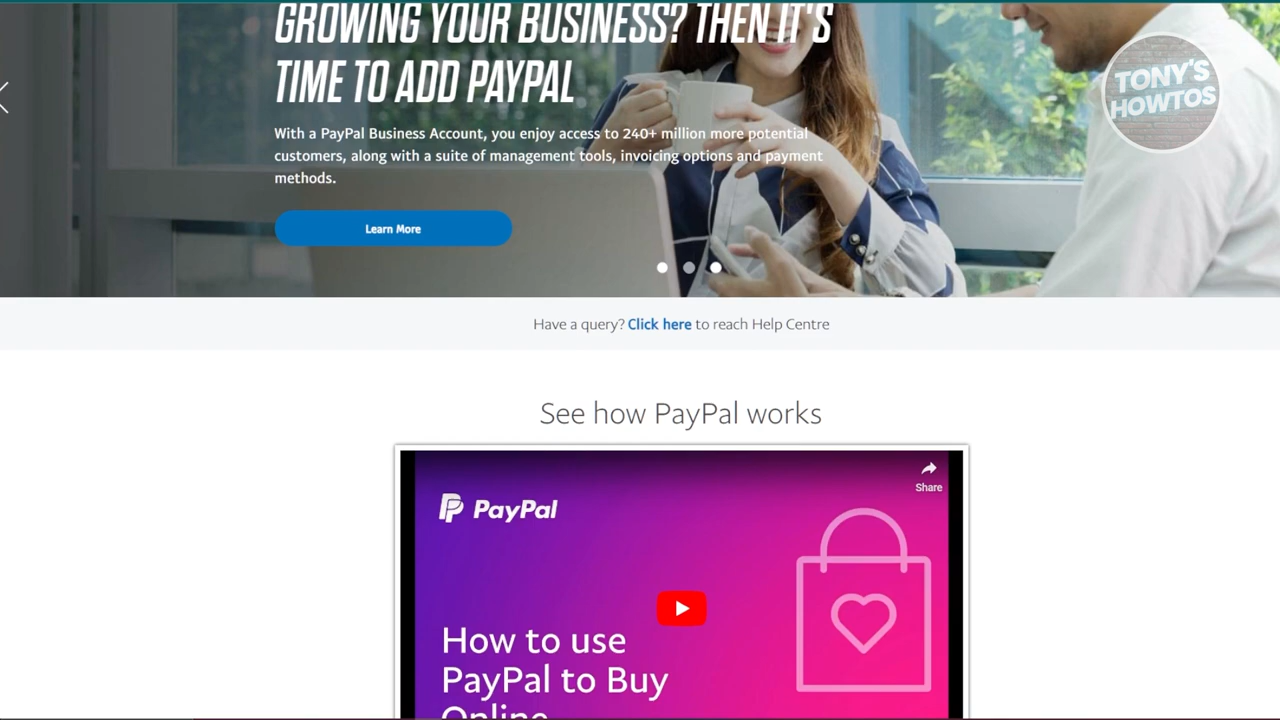 GROWING YOUR BUSINESS? THEN IT'S
TIME TO ADD PAYPAL
TONY'S
HOWTOS
With a PayPal Business Account, you enjoy access to 240+ million more potential
customers, along with a suite of management tools, invoicing options and payment
methods.
Learn More
Have a query? Click here to reach Help Centre
See how PayPal works
Share
PayPal
How to use
PayPal to Buy
Online